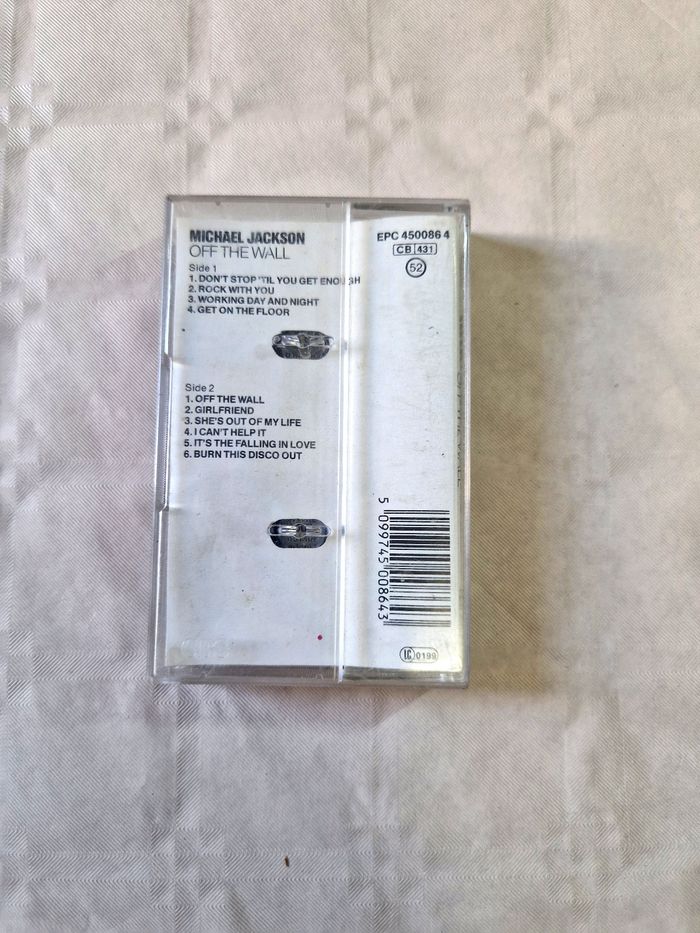 MICHAEL JACKSON
OFF THE WALL
Side 1
1. DON'T STOP 'TIL YOU GET ENOUGH
2. ROCK WITH YOU
3. WORKING DAY AND NIGHT
4. GET ON THE FLOOR
Side 2
1. OFF THE WALL
2. GIRLFRIEND
3. SHE'S OUT OF MY LIFE
4. I CAN'T HELP IT
5. IT'S THE FALLING IN LOVE
6. BURN THIS DISCO OUT
EPC 450086 4
CB 431
52
5 099745 008643
LC 0199